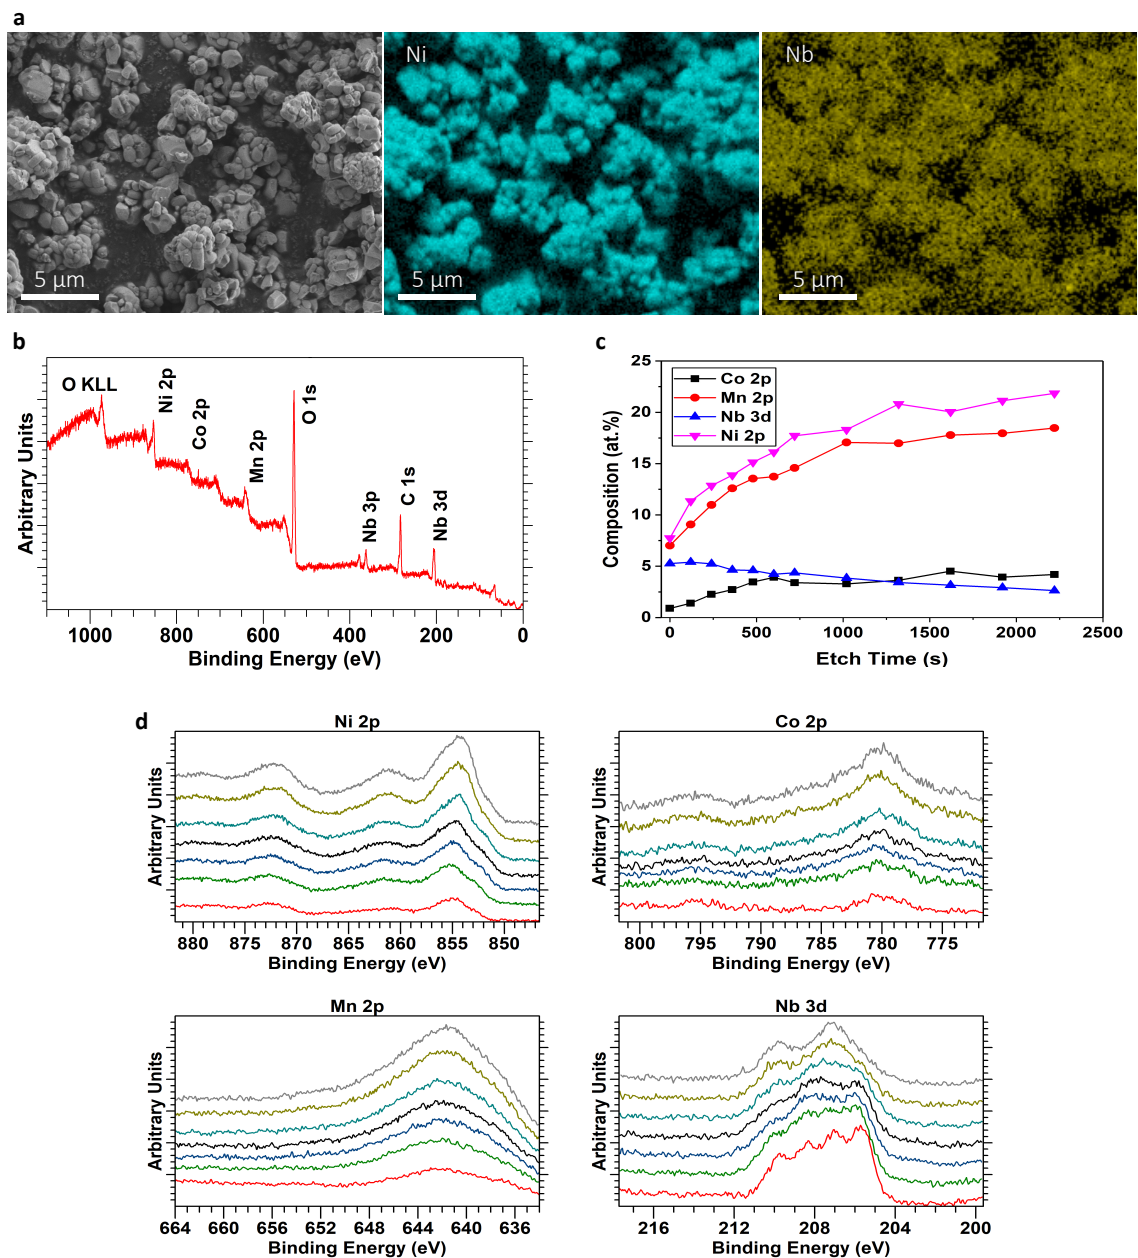 a
Ni
Nb
5 μm
5 μm
5 μm
b
O KLL
Ni 2p
Co 2p
Mn 2p
O 1s
Nb 3p
C 1s
Nb 3d
Arbitrary Units
1000 800 600 400 200 0
Binding Energy (eV)
c
Co 2p
Mn 2p
Nb 3d
Ni 2p
25
20
15
10
5
0
Composition (at.%)
0 500 1000 1500 2000 2500
Etch Time (s)
d
Ni 2p
Arbitrary Units
880 875 870 865 860 855 850
Binding Energy (eV)
Co 2p
Arbitrary Units
800 795 790 785 780 775
Binding Energy (eV)
Mn 2p
Arbitrary Units
664 660 656 652 648 644 640 636
Binding Energy (eV)
Nb 3d
Arbitrary Units
216 212 208 204 200
Binding Energy (eV)